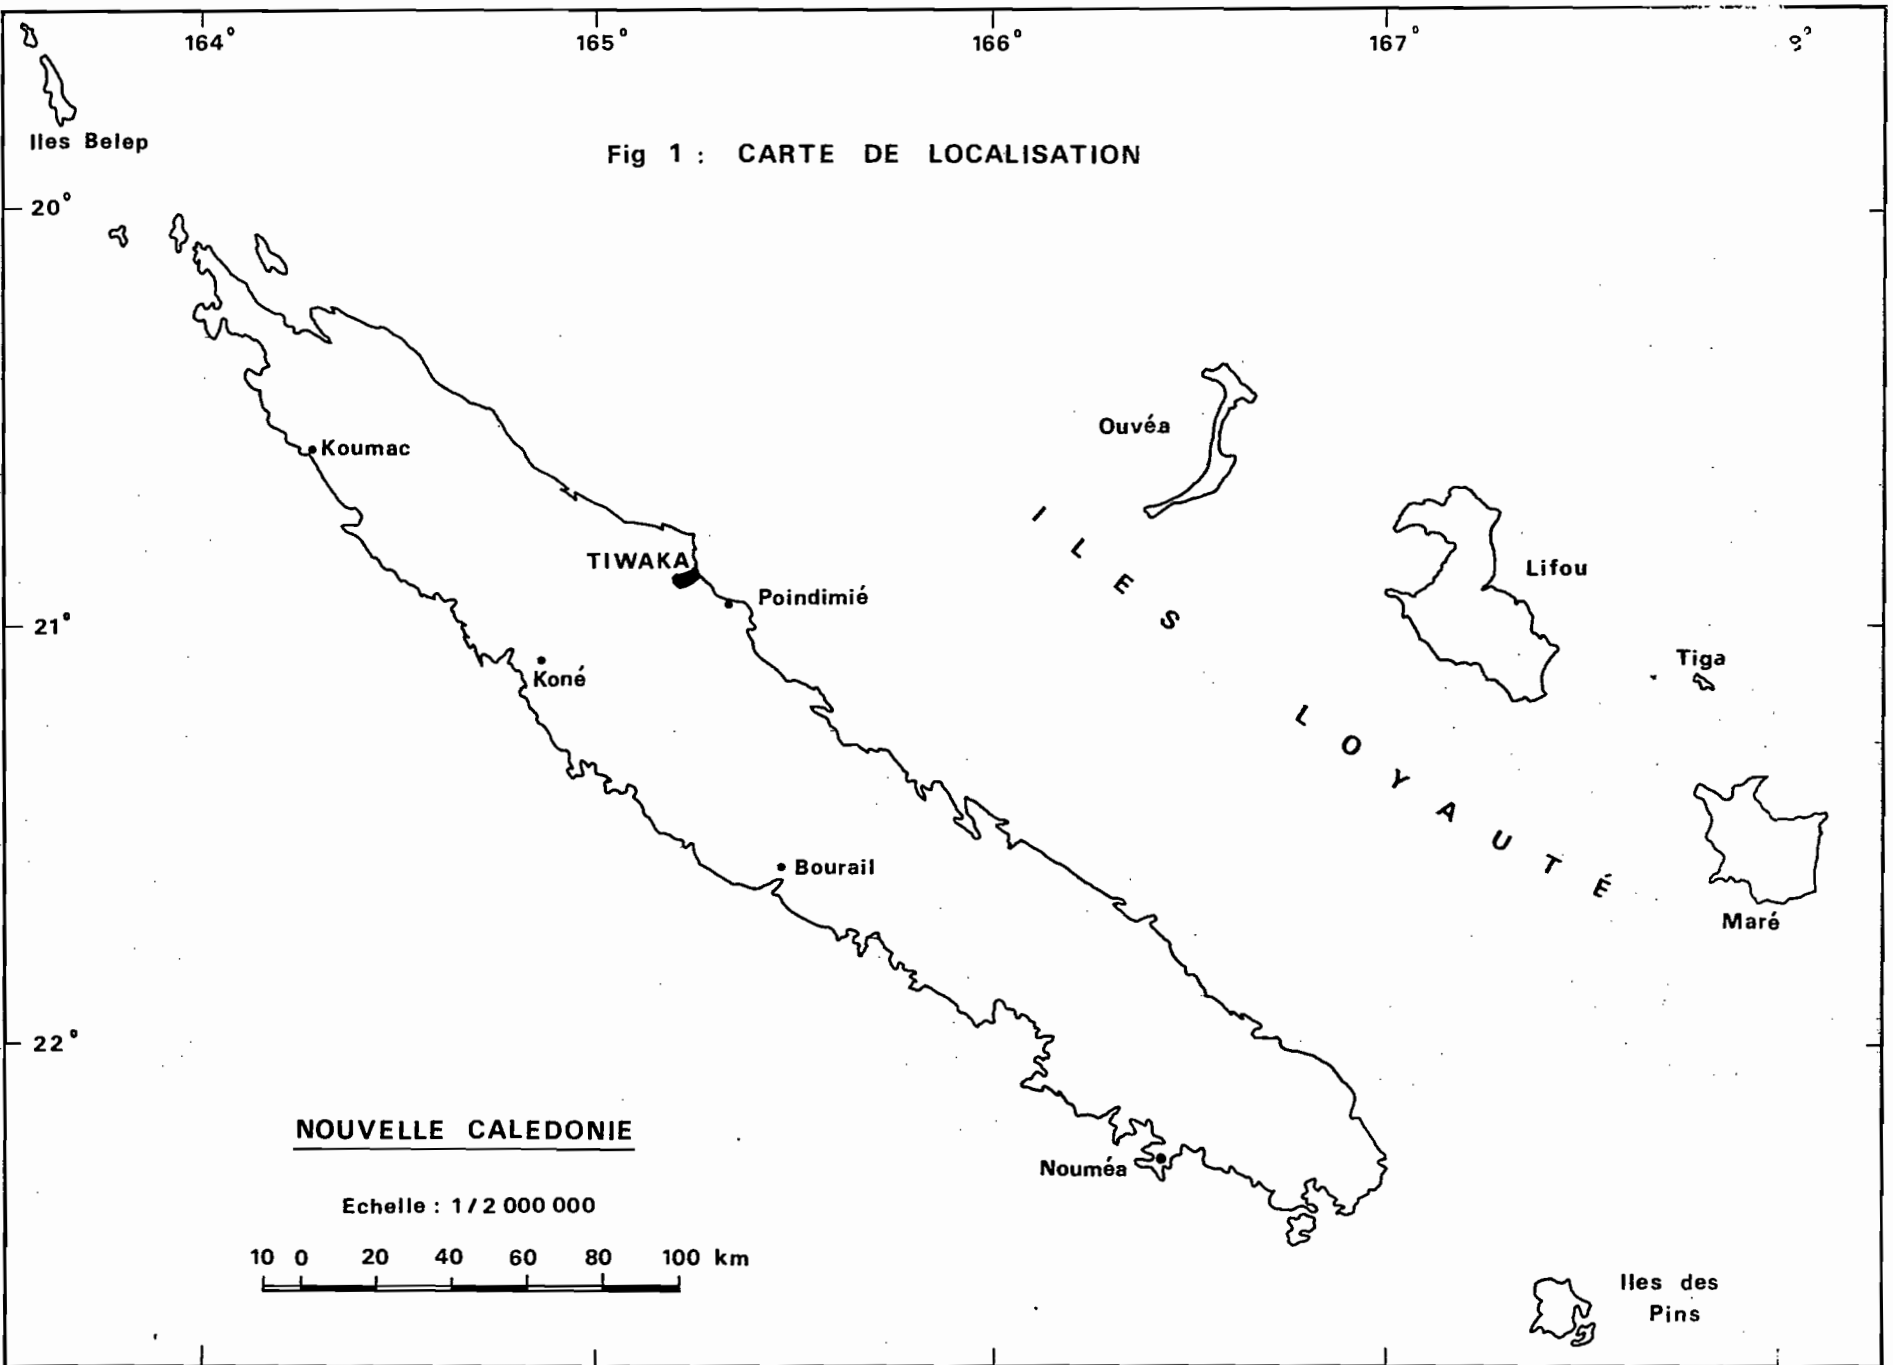 164° 165° 166° 167°
Iles Belep
Fig 1 : CARTE DE LOCALISATION
20°
Ouvéa
Koumac
ILES LOYAUTÉ
TIWAKA
Lifou
Poindimié
21°
Tiga
Koné
Bourail
Maré
22°
NOUVELLE CALEDONIE
Nouméa
Echelle : 1/2 000 000
10 0 20 40 60 80 100 km
Iles des
Pins